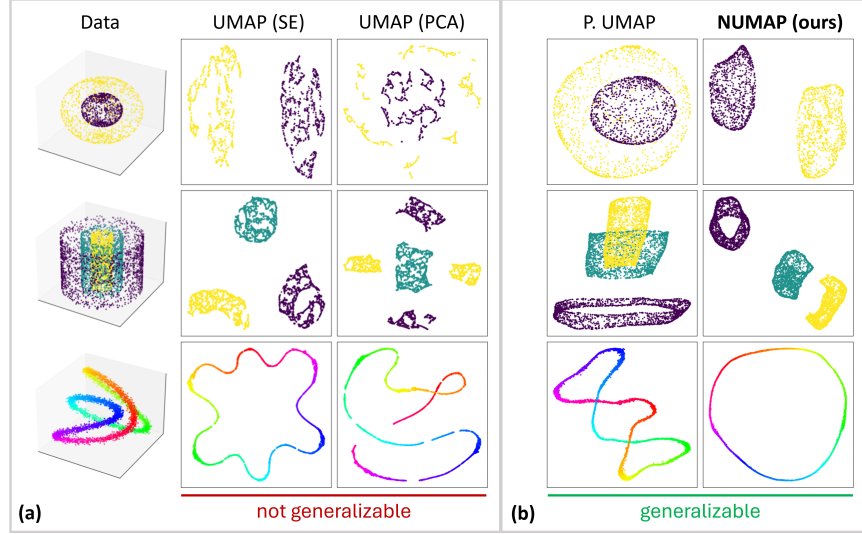 Data
UMAP (SE)
UMAP (PCA)
P. UMAP
NUMAP (ours)
(a)
not generalizable
(b)
generalizable